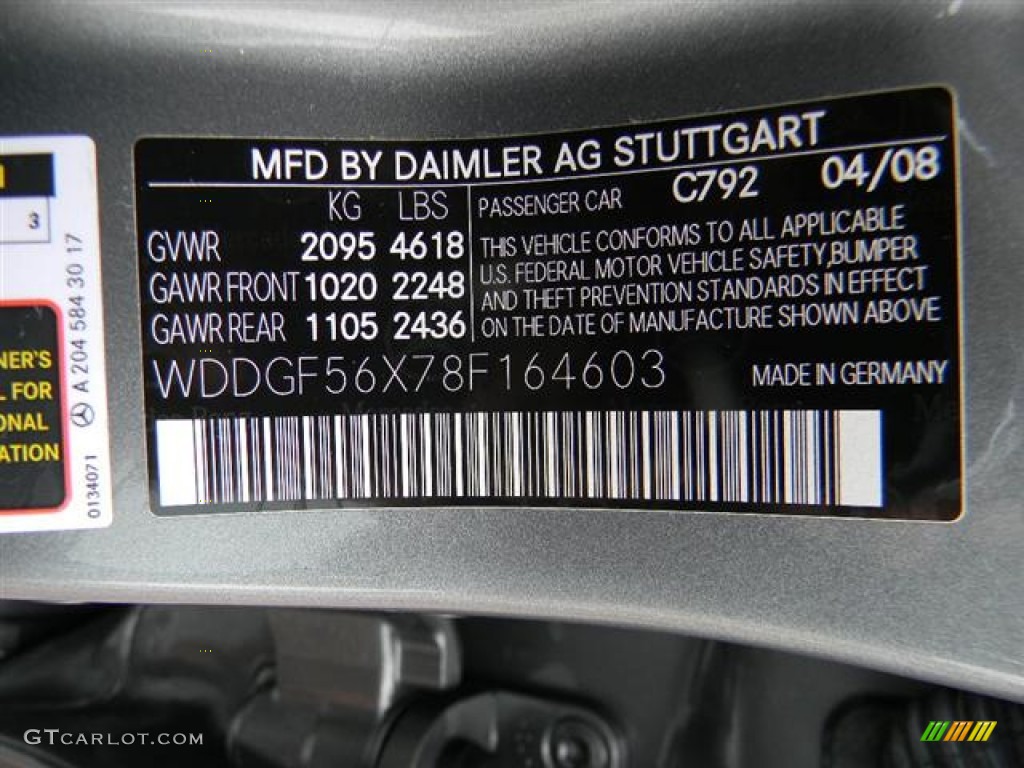 MFD BY DAIMLER AG STUTTGART
KG LBS
GVWR 2095 4618
GAWR FRONT 1020 2248
GAWR REAR 1105 2436
PASSENGER CAR C792 04/08
THIS VEHICLE CONFORMS TO ALL APPLICABLE
U.S. FEDERAL MOTOR VEHICLE SAFETY,BUMPER
AND THEFT PREVENTION STANDARDS IN EFFECT
ON THE DATE OF MANUFACTURE SHOWN ABOVE
WDDGF56X78F164603
MADE IN GERMANY
3
NER'S
L FOR
ONAL
ATION
A 204 584 30 17
0134071
GTCARLOT.COM